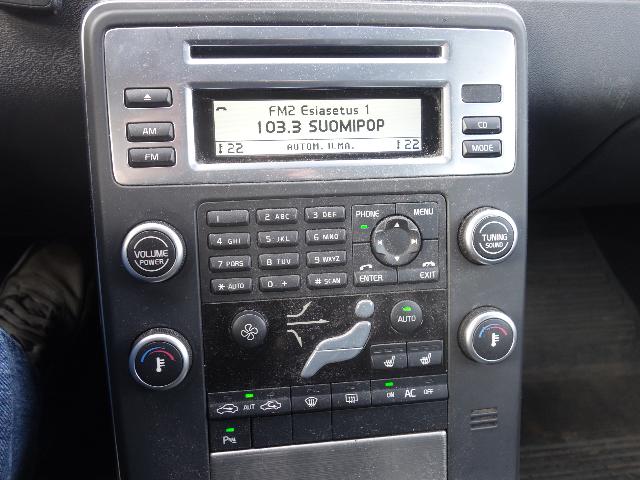 FM2 Esiasetus 1
103.3 SUOMIPOP
22 AUTOM. ILMA. 22
AM
FM
CD
MODE
VOLUME
POWER
TUNING
SOUND
1
2 ABC
3 DEF
4 GHI
5 JKL
6 MNO
7 PQRS
8 TUV
9 WXYZ
* AUTO
0 +
# SCAN
PHONE
MENU
ENTER
EXIT
AUTO
AUT
ON AC OFF